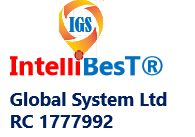 IGS
IntelliBesT®
Global System Ltd
RC 1777992